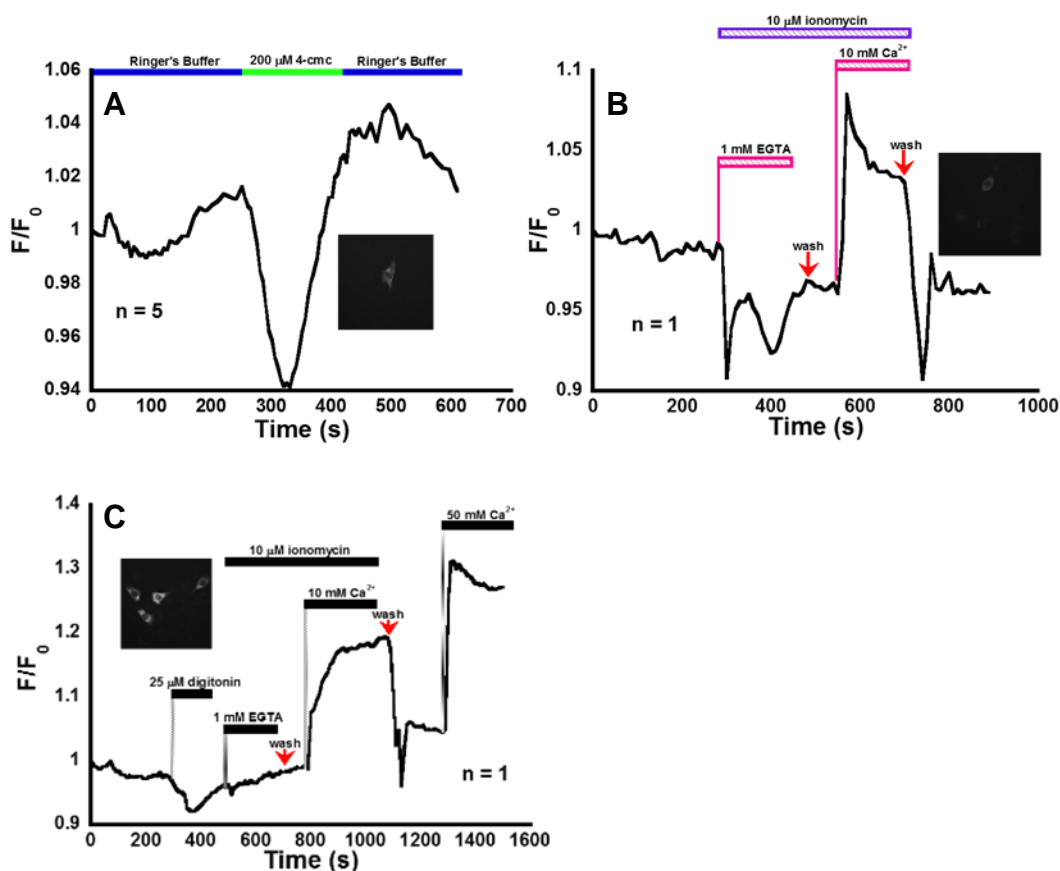 A
Ringer's Buffer 200 µM 4-cmc Ringer's Buffer
1.06
1.04
1.02
1
0.98
0.96
0.94
F/F0
n = 5
0 100 200 300 400 500 600 700
Time (s)
B
10 µM ionomycin
10 mM Ca2+
1 mM EGTA
wash
wash
1.1
1.05
1
0.95
0.9
F/F0
n = 1
0 200 400 600 800 1000
Time (s)
C
50 mM Ca2+
10 µM ionomycin
10 mM Ca2+
wash
25 µM digitonin
1 mM EGTA
wash
1.4
1.3
1.2
1.1
1
0.9
F/F0
n = 1
0 200 400 600 800 1000 1200 1400 1600
Time (s)